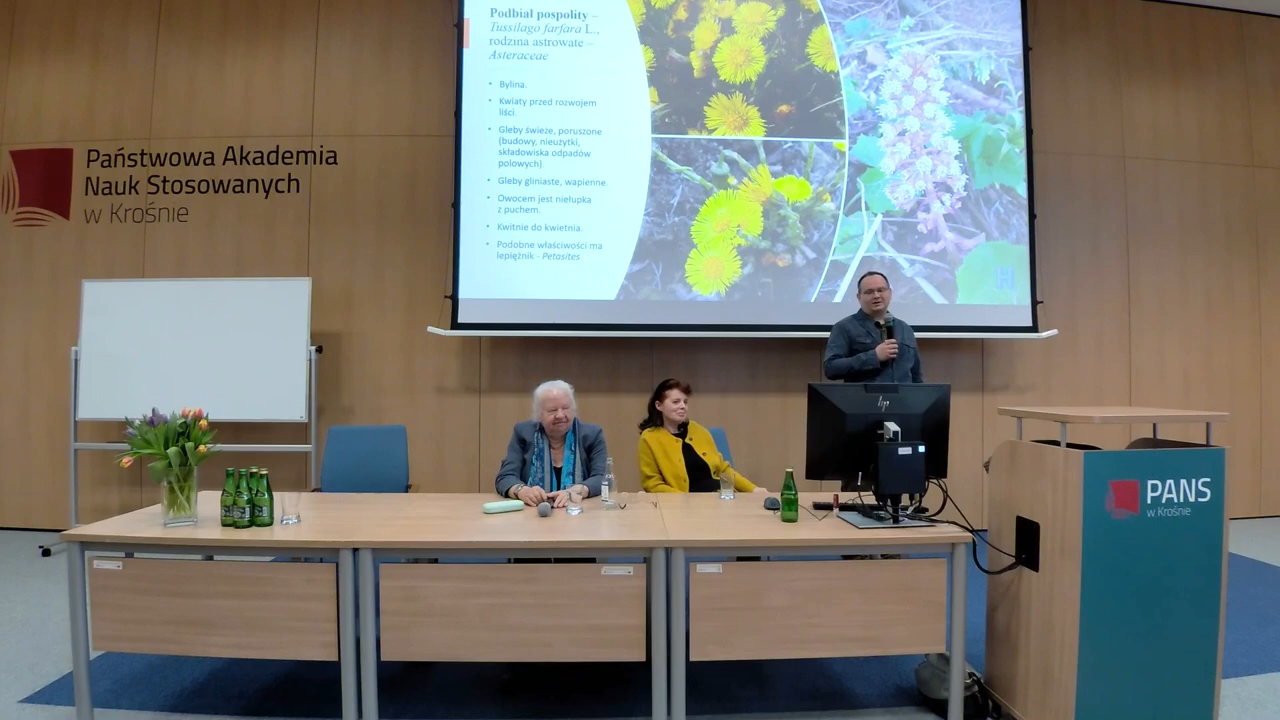 Podbiał pospolity –
Tussilago farfara L.,
rodzina astrowate –
Asteraceae
• Bylina.
• Kwiaty przed rozwojem
liści.
• Gleby świeże, poruszone
(budowy, nieużytki,
składowiska odpadów
polowych).
• Gleby gliniaste, wapienne.
• Owocem jest niełupka
z puchem.
• Kwitnie do kwietnia.
• Podobne właściwości ma
lepiężnik - Petasites
Państwowa Akademia
Nauk Stosowanych
w Krośnie
hp
PANS
w Krośnie